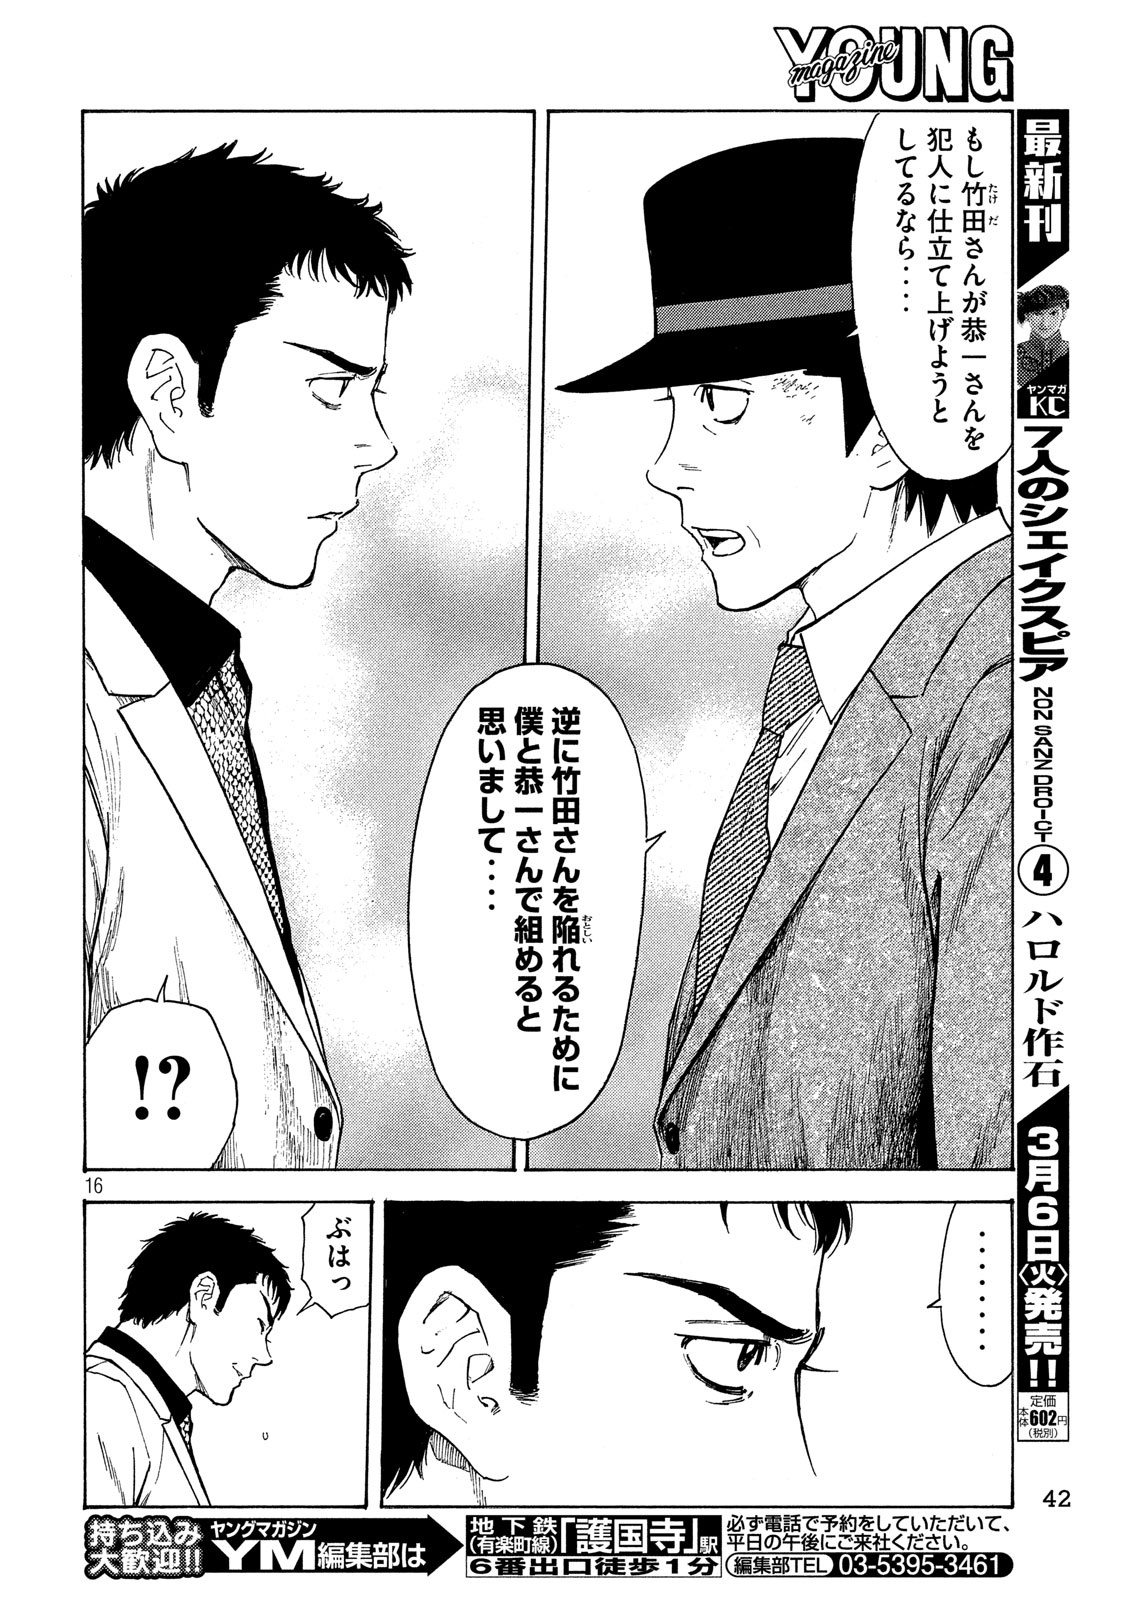 YOUNG
magazine
もし竹田さんが恭一さんを
たけ だ
犯人に仕立て上げようと
してるなら‥‥
逆に竹田さんを陥れるために
おとしい
僕と恭一さんで組めると
思いまして‥‥
!?
16
‥‥‥‥
ぶはっ
最新刊
ヤンマガ
KC
7人のシェイクスピア
NON SANZ DROICT
④
ハロルド作石
3月6日〈火〉発売!!
定価
本体602円
(税別)
42
持ち込み
大歓迎!!
ヤングマガジン
YM編集部は
地下鉄
(有楽町線)
「護国寺」駅
6番出口徒歩1分
必ず電話で予約をしていただいて、
平日の午後にご来社ください。
編集部TEL 03-5395-3461